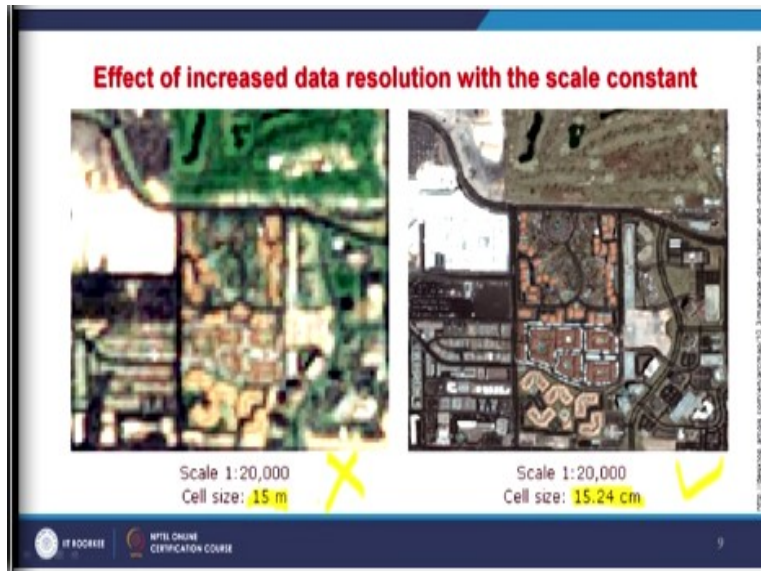 Effect of increased data resolution with the scale constant
Scale 1:20,000
Cell size: 15 m
Scale 1:20,000
Cell size: 15.24 cm
IIT ROORKEE
NPTEL ONLINE
CERTIFICATION COURSE
9